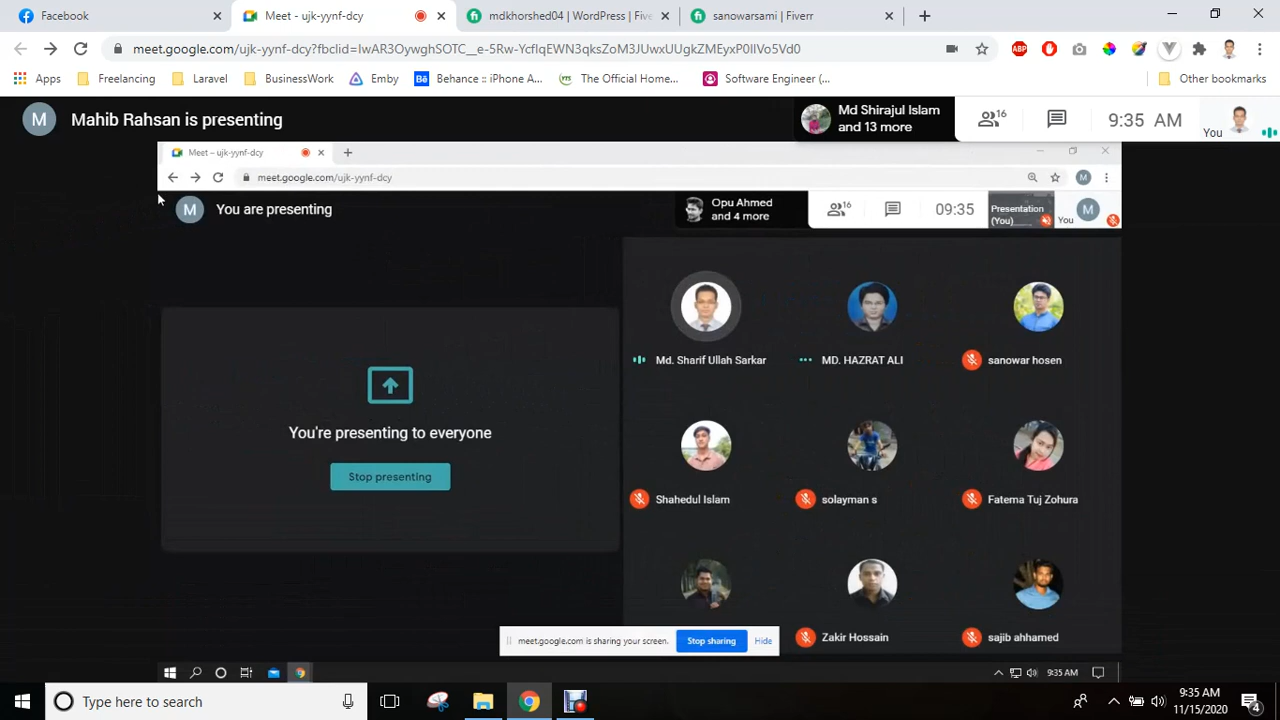 Facebook
Meet - ujk-yynf-dcy
mdkhorshed04 | WordPress | Five
sanowarsami | Fiverr
meet.google.com/ujk-yynf-dcy?fbclid=
Apps
Freelancing
Laravel
BusinessWork
Emby
Behance :: iPhone A...
The Official Home...
Software Engineer (...
Other bookmarks
M
Mahib Rahsan is presenting
Md Shirajul Islam
and 13 more
16
9:35 AM
You
Meet – ujk-yynf-dcy
meet.google.com/ujk-yynf-dcy
M
M
You are presenting
Opu Ahmed
and 4 more
16
09:35
Presentation
(You)
You
M
Md. Sharif Ullah Sarkar
MD. HAZRAT ALI
sanowar hosen
You're presenting to everyone
Stop presenting
Shahedul Islam
solayman s
Fatema Tuj Zohura
meet.google.com is sharing your screen.
Stop sharing
Hide
Zakir Hossain
sajib ahhamed
9:35 AM
Type here to search
9:35 AM
11/15/2020
4